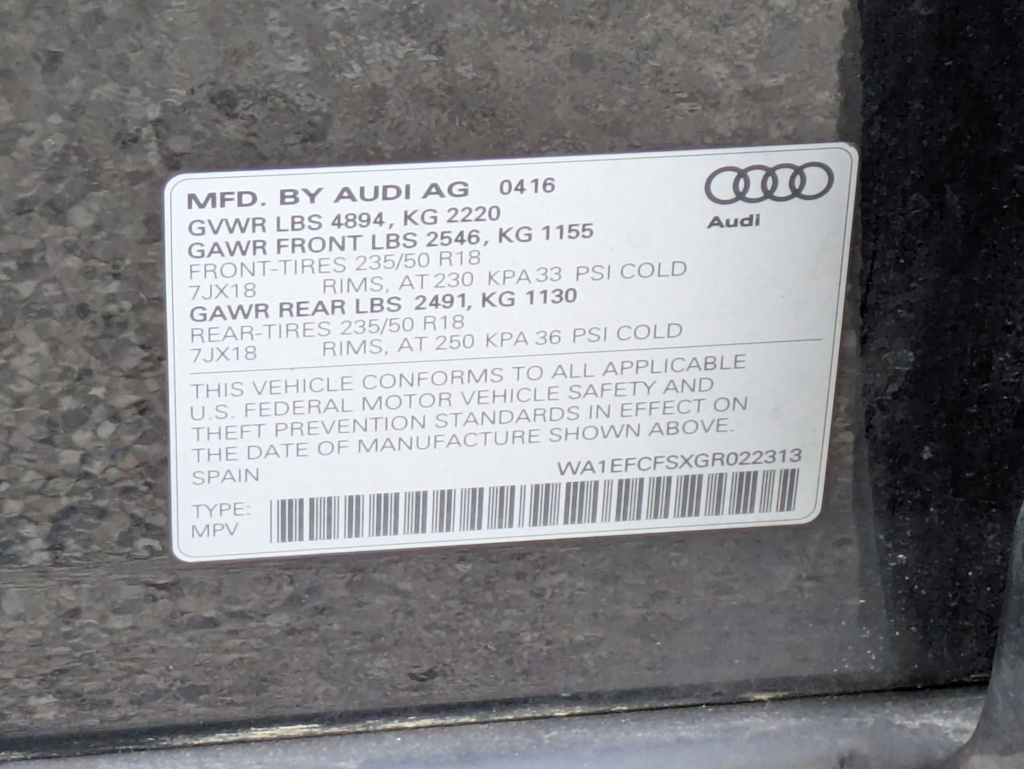 MFD. BY AUDI AG 0416
Audi
GVWR LBS 4894, KG 2220
GAWR FRONT LBS 2546, KG 1155
FRONT-TIRES 235/50 R18
7JX18 RIMS, AT 230 KPA 33 PSI COLD
GAWR REAR LBS 2491, KG 1130
REAR-TIRES 235/50 R18
7JX18 RIMS, AT 250 KPA 36 PSI COLD
THIS VEHICLE CONFORMS TO ALL APPLICABLE
U.S. FEDERAL MOTOR VEHICLE SAFETY AND
THEFT PREVENTION STANDARDS IN EFFECT ON
THE DATE OF MANUFACTURE SHOWN ABOVE.
SPAIN WA1EFCFSXGR022313
TYPE:
MPV